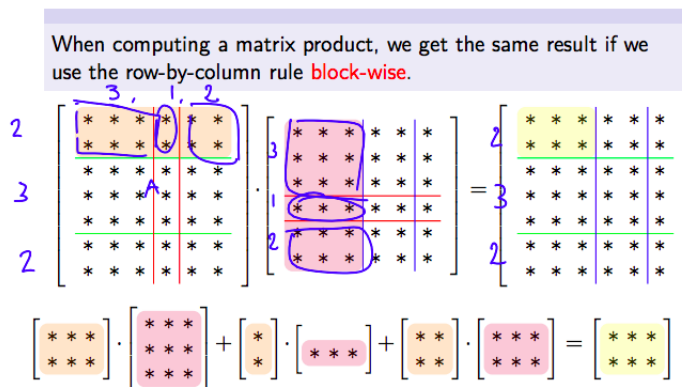 When computing a matrix product, we get the same result if we
use the row-by-column rule block-wise.
3, 1, 2
2 * * * * * * * * * * * *
3 * * * * * *
* * * * * * 2 * * * * * *
* * * * * *
* * * * * * * * * * * *
A * * * * * *
3 * * * * * * · = 3 * * * * * *
1 * * * * * *
* * * * * * * * * * * *
2 * * * * * *
2 * * * * * * 2 * * * * * *
* * * * * *
* * * * * * * * * * * *
* * *
* * * * * * * * * * * * *
· * * * + · * * * + · =
* * * * * * * * * * * * *
* * *